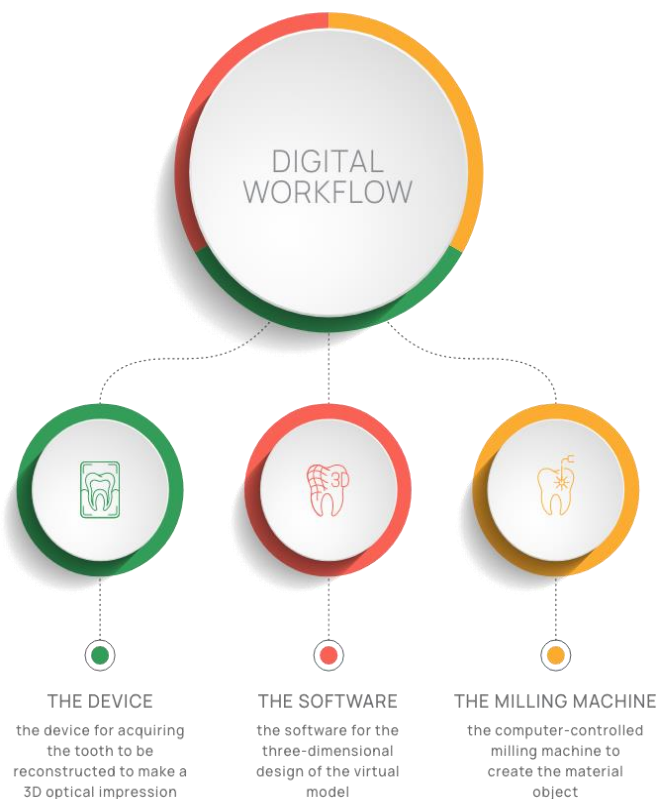 DIGITAL
WORKFLOW
3D
THE DEVICE
the device for acquiring
the tooth to be
reconstructed to make a
3D optical impression
THE SOFTWARE
the software for the
three-dimensional
design of the virtual
model
THE MILLING MACHINE
the computer-controlled
milling machine to
create the material
object